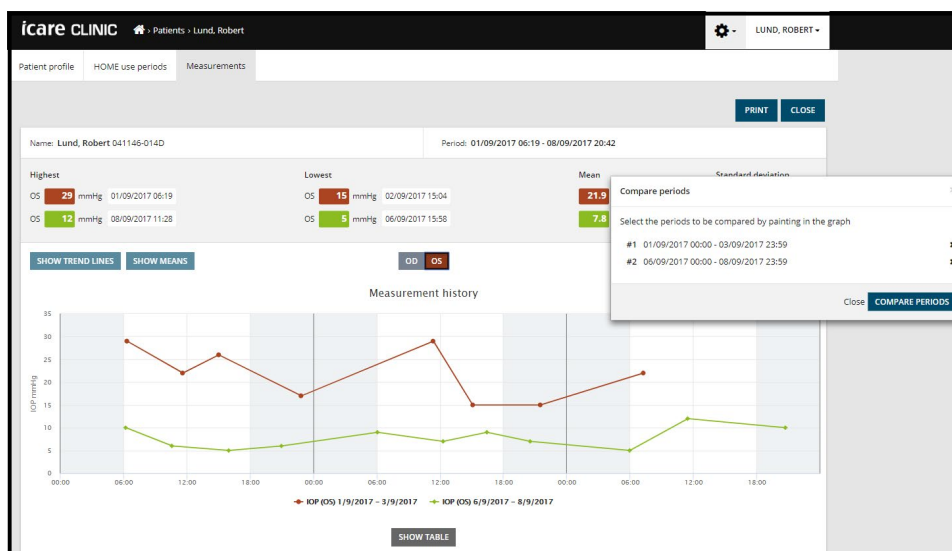 icare CLINIC › Patients › Lund, Robert LUND, ROBERT
Patient profile HOME use periods Measurements
PRINT CLOSE
Name: Lund, Robert 041146-014D Period: 01/09/2017 06:19 - 08/09/2017 20:42
Highest Lowest Mean Standard deviation
OS 29 mmHg 01/09/2017 06:19 OS 15 mmHg 02/09/2017 15:04 21.9
OS 12 mmHg 08/09/2017 11:28 OS 5 mmHg 06/09/2017 15:58 7.8
Compare periods
Select the periods to be compared by painting in the graph
#1 01/09/2017 00:00 - 03/09/2017 23:59
#2 06/09/2017 00:00 - 08/09/2017 23:59
Close COMPARE PERIODS
SHOW TREND LINES SHOW MEANS OD OS
Measurement history
IOP mmHg
35
30
25
20
15
10
5
0
00:00 06:00 12:00 18:00 00:00 06:00 12:00 18:00 00:00 06:00 12:00 18:00
IOP (OS) 1/9/2017 – 3/9/2017 IOP (OS) 6/9/2017 – 8/9/2017
SHOW TABLE